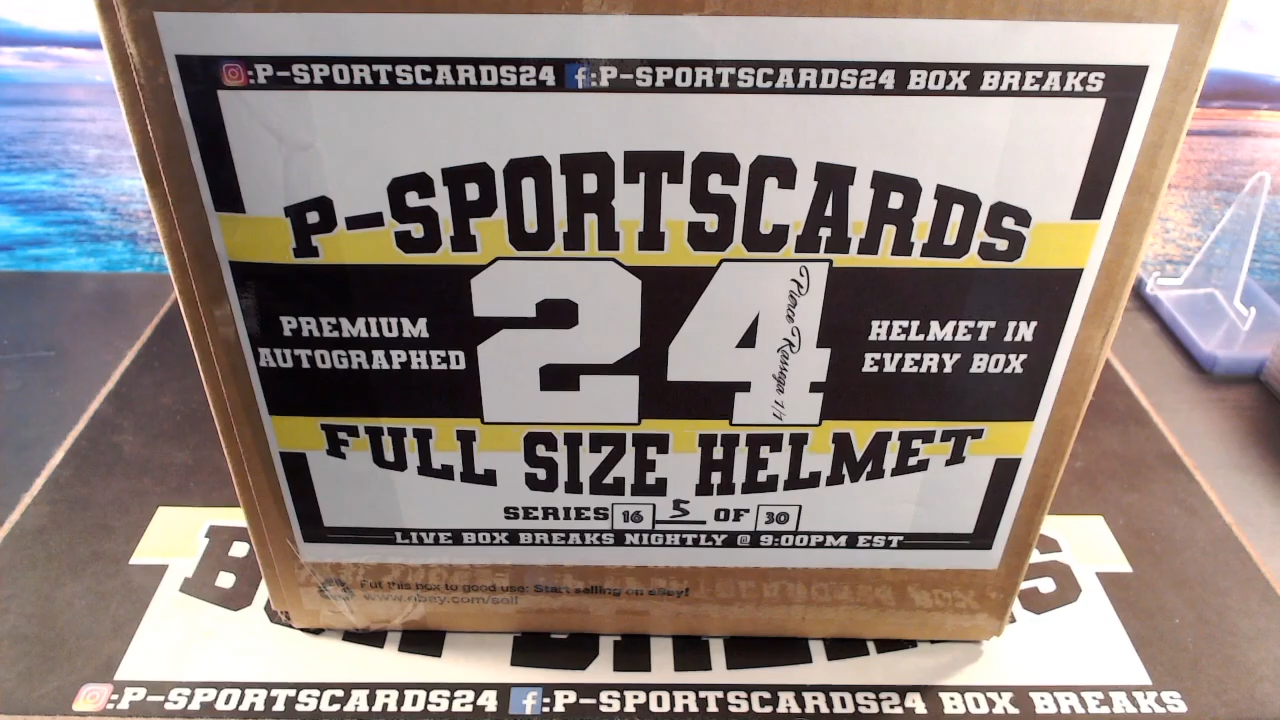 :P-SPORTSCARDS24 f:P-SPORTSCARDS24 BOX BREAKS
P-SPORTSCARDS
24
PREMIUM AUTOGRAPHED
HELMET IN EVERY BOX
FULL SIZE HELMET
SERIES 16 5 OF 30
LIVE BOX BREAKS NIGHTLY @ 9:00PM EST
Put this box to good use: Start selling on eBay!
www.ebay.com/sell
:P-SPORTSCARDS24 f:P-SPORTSCARDS24 BOX BREAKS